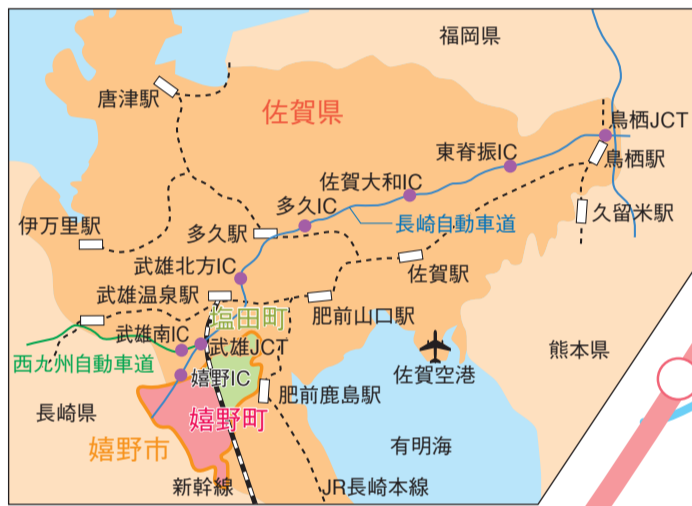 福岡県
唐津駅
佐賀県
鳥栖JCT
東脊振IC
鳥栖駅
佐賀大和IC
多久IC
久留米駅
伊万里駅
多久駅
長崎自動車道
武雄北方IC
佐賀駅
武雄温泉駅
塩田町
肥前山口駅
武雄南IC
武雄JCT
熊本県
西九州自動車道
佐賀空港
嬉野IC
肥前鹿島駅
長崎県
嬉野町
嬉野市
有明海
新幹線
JR長崎本線